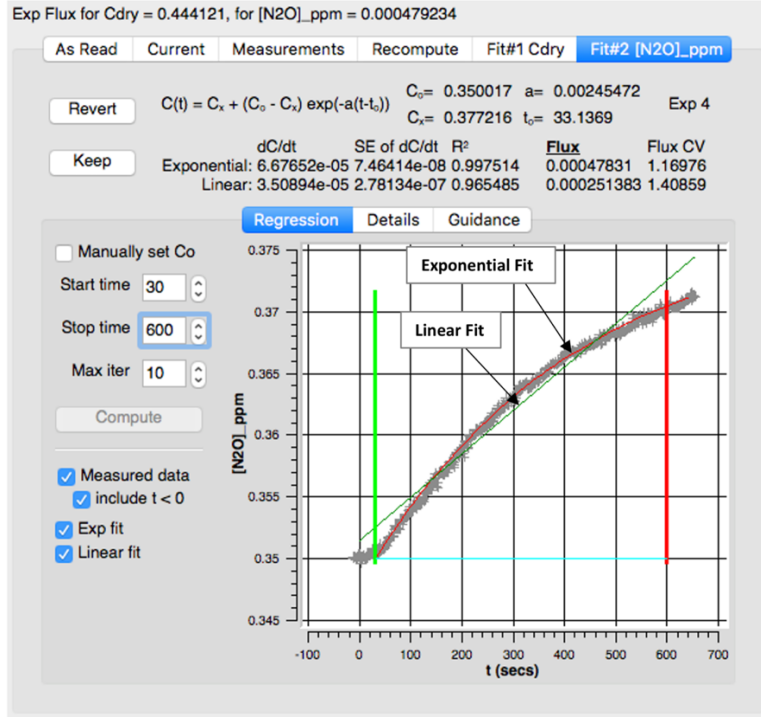 Exp Flux for Cdry = 0.444121, for [N2O]_ppm = 0.000479234
As Read Current Measurements Recompute Fit#1 Cdry Fit#2 [N2O]_ppm
Revert
C(t) = Cₓ + (Cₒ - Cₓ) exp(-a(t-tₒ))
Cₒ= 0.350017 a= 0.00245472
Cₓ= 0.377216 tₒ= 33.1369
Exp 4
Keep
dC/dt SE of dC/dt R² Flux Flux CV
Exponential: 6.67652e-05 7.46414e-08 0.997514 0.00047831 1.16976
Linear: 3.50894e-05 2.78134e-07 0.965485 0.000251383 1.40859
Regression Details Guidance
Manually set Co
Start time 30
Stop time 600
Max iter 10
Compute
Measured data
include t < 0
Exp fit
Linear fit
[N2O]_ppm
0.375
0.37
0.365
0.36
0.355
0.35
0.345
Exponential Fit
Linear Fit
-100 0 100 200 300 400 500 600 700
t (secs)